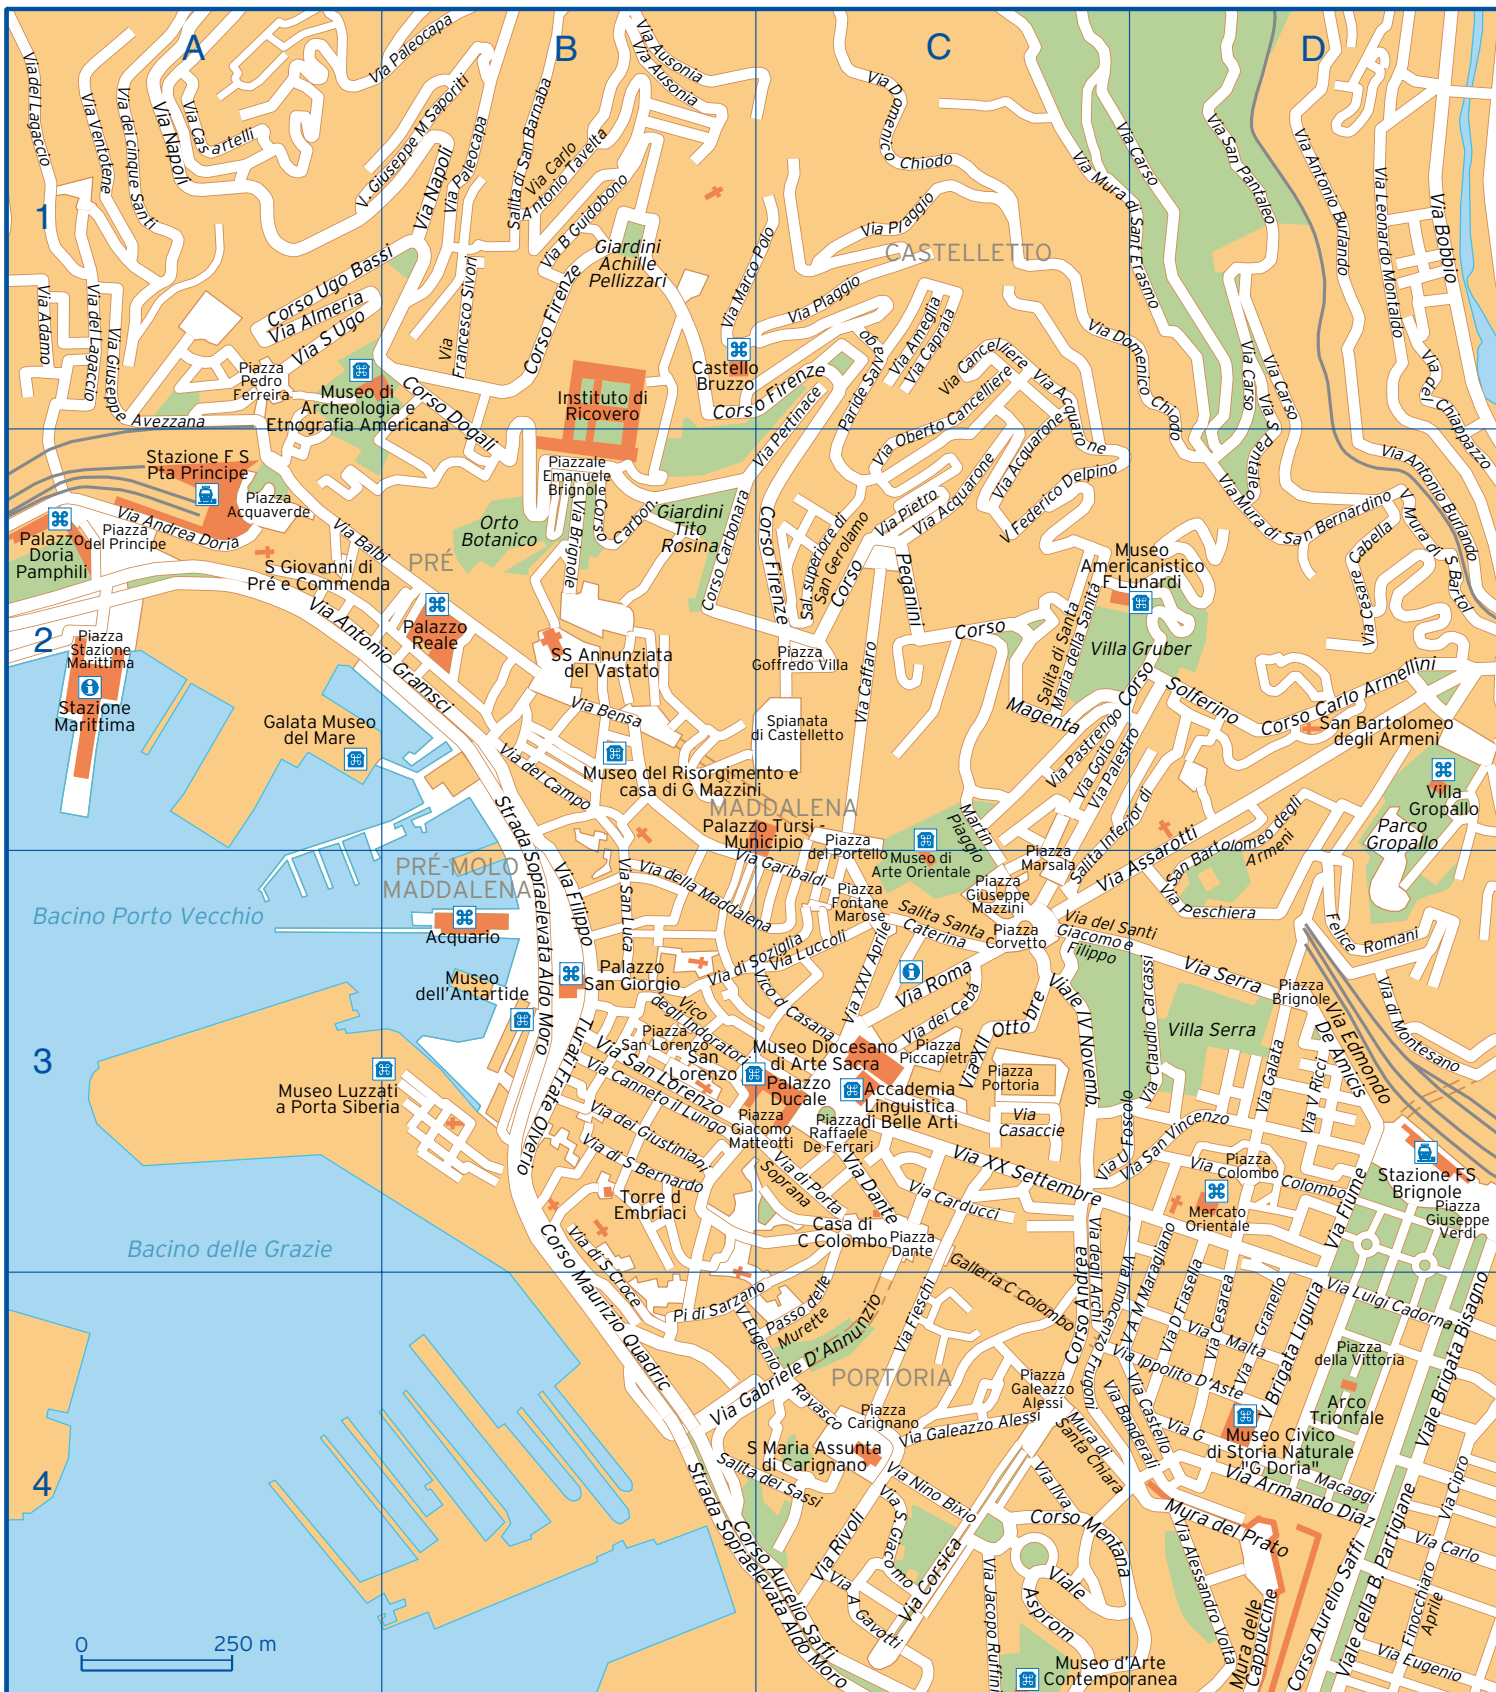 A
B
C
D
1
2
3
4
Via del Lagaccio
Via Ventotene
Via dei cinque Santi
Via Napoli
Via Casartelli
Via Paleocapa
V. Giuseppe M Saporiti
Via Napoli
Via Paleocapa
Salita di San Barnaba
Via Carlo
Antonio Tavelta
Via B Guidobono
Via Ausonia
Via Ausonia
Giardini
Achille
Pellizzari
Corso Ugo Bassi
Via Almeria
Via S Ugo
Via
Francesco Sivori
Corso Firenze
Via Adamo
Via del Lagaccio
Via Giuseppe
Avezzana
Piazza
Pedro
Ferreira
Museo di
Archeologia e
Etnografia Americana
Corso Dogali
Instituto di
Ricovero
Castello
Bruzzo
Via Marco Polo
Corso Firenze
Via Domenico Chiodo
Via Piaggio
CASTELLETTO
Via Piaggio
Via Ameglia
Via Capraia
Paride Salvago
Via Pertinace
Via Cancelliere
Via Oberto Cancelliere
Via Acquarone
Via Acquarone
Via Domenico Chiodo
Via Mura di Sant Erasmo
Via Carso
Via San Pantaleo
Via Carso
Via Carso
Via S Pantaleo
Via Antonio Burlando
Via Leonardo Montaldo
Via Bobbio
Via del Chiappazzo
Stazione F S
Pta Principe
Piazza
Acquaverde
Via Andrea Doria
Piazza
del Principe
Palazzo
Doria
Pamphili
S Giovanni di
Pré e Commenda
Via Balbi
PRÉ
Palazzo
Reale
Via Antonio Gramsci
Piazzale
Emanuele
Brignole
Orto
Botanico
Via Brignole
Corso
Carbon.
Giardini
Tito
Rosina
Corso Carbonara
Corso Firenze
SS Annunziata
del Vastato
Sal. superiore di
San Gerolamo
Corso
Peganini
Via Pietro
Via Acquarone
V Federico Delpino
Piazza
Goffredo Villa
Via Caffaro
Corso
Magenta
Salita di Santa
Maria della Sanità
Museo
Americanistico
F Lunardi
Villa Gruber
Via Mura di San Bernardino
Via Cesare
Cabella
V Mura di S Bartol
Via Antonio Burlando
Corso
Solferino
Corso Carlo Armellini
San Bartolomeo
degli Armeni
Piazza
Stazione
Marittima
Stazione
Marittima
Galata Museo
del Mare
Via Bensa
Via del Campo
Museo del Risorgimento e
casa di G Mazzini
Spianata
di Castelletto
MADDALENA
Palazzo Tursi -
Municipio
Piazza
del Portello
Martin
Piaggio
Museo di
Arte Orientale
Via Pastrengo
Via Goito
Via Palestro
Salita Inferior di
Piazza
Marsala
Via Assarotti
San Bartolomeo degli
Armeni
Villa
Gropallo
Parco
Gropallo
Via Peschiera
Felice
Romani
Via di Montesano
Strada Sopraelevata Aldo Moro
PRÉ-MOLO
MADDALENA
Via Filippo
Turati
Frate Oliverio
Via San Luca
Via della Maddalena
Via Garibaldi
Piazza
Fontane
Marose
Salita Santa
Caterina
Piazza
Giuseppe
Mazzini
Piazza
Corvetto
Via del Santi
Giacomo e
Filippo
Via Serra
Piazza
Brignole
Bacino Porto Vecchio
Acquario
Museo
dell'Antartide
Palazzo
San Giorgio
Via di Soziglia
Via Luccoli
Vico d Casana
Via XXV Aprile
Via Roma
Via dei Ceba
Via XII Ottobre
Viale IV Novemb.
Via Claudio Carcassi
Villa Serra
Via Galata
Via V Ricci
Via Edmondo
De Amicis
Vico
degli Indoratori
Piazza
San Lorenzo
San
Lorenzo
Via San Lorenzo
Via Canneto il Lungo
Museo Diocesano
di Arte Sacra
Piazza
Piccapietra
Piazza
Portoria
Via
Casaccie
Palazzo
Ducale
Accademia
Linguistica
di Belle Arti
Piazza
Giacomo
Matteotti
Piazza
Raffaele
De Ferrari
Museo Luzzati
a Porta Siberia
Via dei Giustiniani
Via di S Bernardo
Torre d
Embriaci
Via di Porta
Soprana
Via Dante
Via XX Settembre
Via Carducci
Casa di
C Colombo
Piazza
Dante
Via U Foscolo
Via San Vincenzo
Piazza
Colombo
Via Colombo
Mercato
Orientale
Via Fiume
Stazione FS
Brignole
Piazza
Giuseppe
Verdi
Bacino delle Grazie
Corso Maurizio Quadric
Via di S Croce
Pi di Sarzano
V Eugenio
Ravasco
Passo delle
Murette
Via Gabriele D'Annunzio
Via Fieschi
Galleria C Colombo
Corso Andrea
Via degli Archi
Via Innocenzo Frugoni
V A M Maragliano
Via D Fiasella
Via Cesarea
Via Granello
Via Malta
Via Ippolito D'Aste
V Brigata Liguria
Via Luigi Cadorna
Viale Brigata Bisagno
Piazza
della Vittoria
Arco
Trionfale
PORTORIA
Piazza
Carignano
Piazza
Galeazzo
Alessi
Via Galeazzo Alessi
Mura di
Santa Chiara
Via Banderali
Via Castello
Via G
Macaggi
Museo Civico
di Storia Naturale
"G Doria"
Via Armando Diaz
S Maria Assunta
di Carignano
Salita dei Sassi
Strada Sopraelevata Aldo Moro
Corso Aurelio Saffi
Via Rivoli
Via Nino Bixio
Via S. Giacomo
Via A Gavotti
Via Corsica
Via Ilva
Corso Mentana
Viale
Asprom
Via Jacopo Ruffini
Museo d'Arte
Contemporanea
Mura del Prato
Via Alessandro Volta
Mura delle
Cappuccine
Corso Aurelio Saffi
Viale della B. Partigiane
Via Cipro
Via Carlo
Finocchiaro
Aprile
Via Eugenio
0 250 m